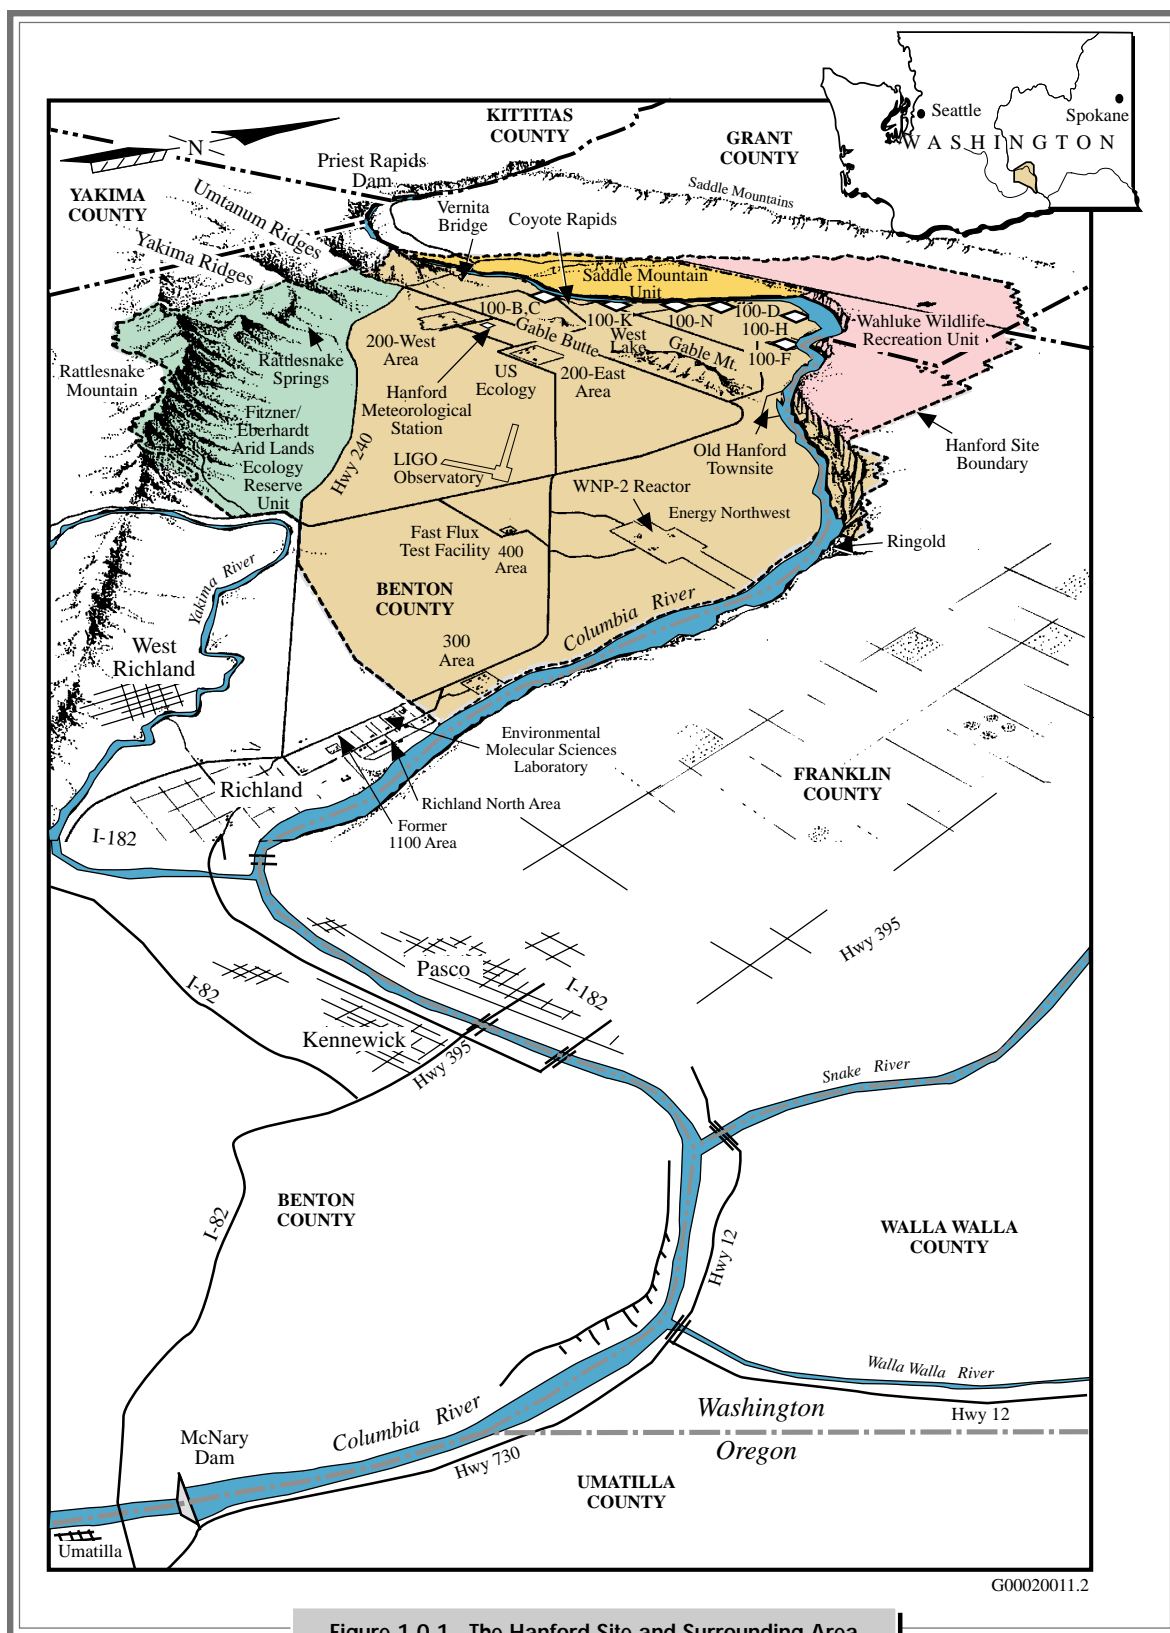 Seattle
Spokane
WASHINGTON
KITTITAS
COUNTY
GRANT
COUNTY
N
Priest Rapids
Dam
YAKIMA
COUNTY
Umtanum Ridges
Saddle Mountains
Vernita
Bridge
Coyote Rapids
Yakima Ridges
Saddle Mountain
Unit
100-B,C
100-K
100-N
100-D
100-H
100-F
Wahluke Wildlife
Recreation Unit
200-West
Area
Gable Butte
West
Lake
Gable Mt.
Rattlesnake
Springs
Rattlesnake
Mountain
US
Ecology
200-East
Area
Hanford
Meteorological
Station
Fitzner/
Eberhardt
Arid Lands
Ecology
Reserve
Unit
Hwy 240
LIGO
Observatory
Old Hanford
Townsite
Hanford Site
Boundary
WNP-2 Reactor
Energy Northwest
Fast Flux
Test Facility
400
Area
Ringold
Yakima River
BENTON
COUNTY
Columbia River
West
Richland
300
Area
Environmental
Molecular Sciences
Laboratory
FRANKLIN
COUNTY
Richland
Richland North Area
Former
1100 Area
I-182
Hwy 395
Pasco
I-82
I-182
Kennewick
Hwy 395
Snake River
BENTON
COUNTY
I-82
Hwy 12
WALLA WALLA
COUNTY
Walla Walla River
Hwy 12
Columbia River
Washington
Oregon
McNary
Dam
Hwy 730
UMATILLA
COUNTY
Umatilla
G00020011.2
Figure 1.0.1. The Hanford Site and Surrounding Area